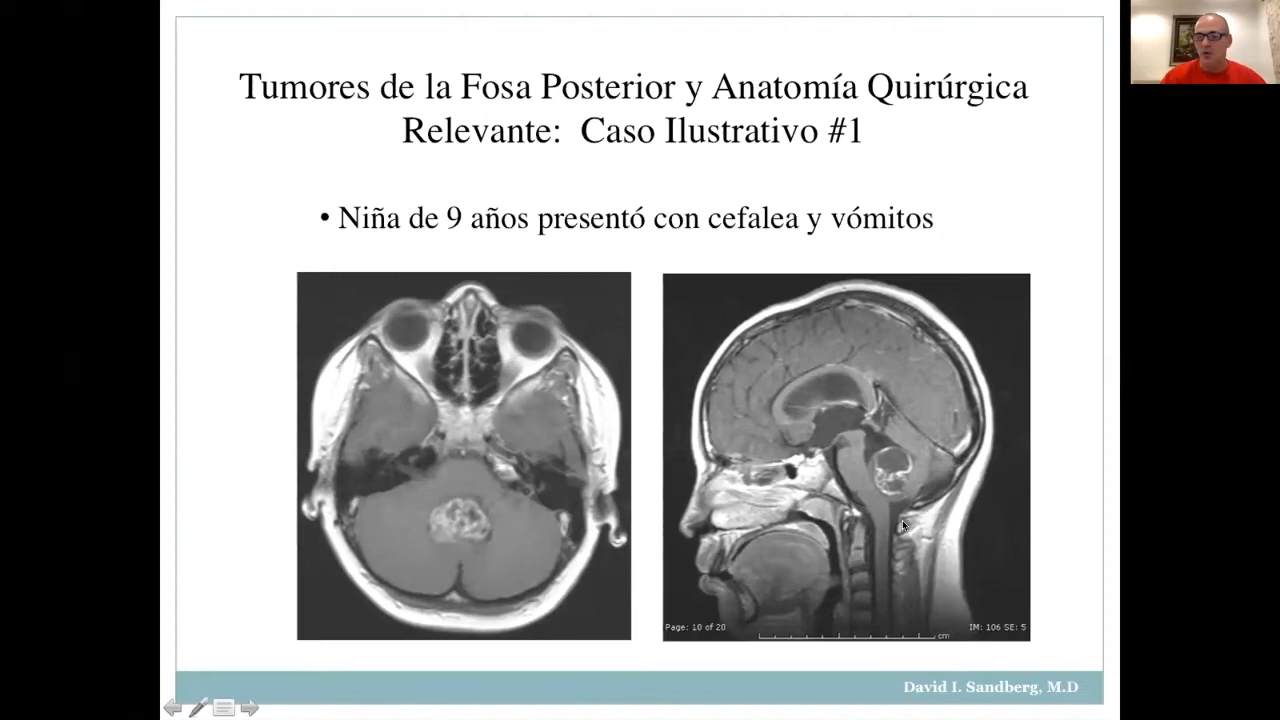 Tumores de la Fosa Posterior y Anatomía Quirúrgica
Relevante: Caso Ilustrativo #1
• Niña de 9 años presentó con cefalea y vómitos
Page: 10 of 20
cm
IM: 106 SE: 5
David I. Sandberg, M.D